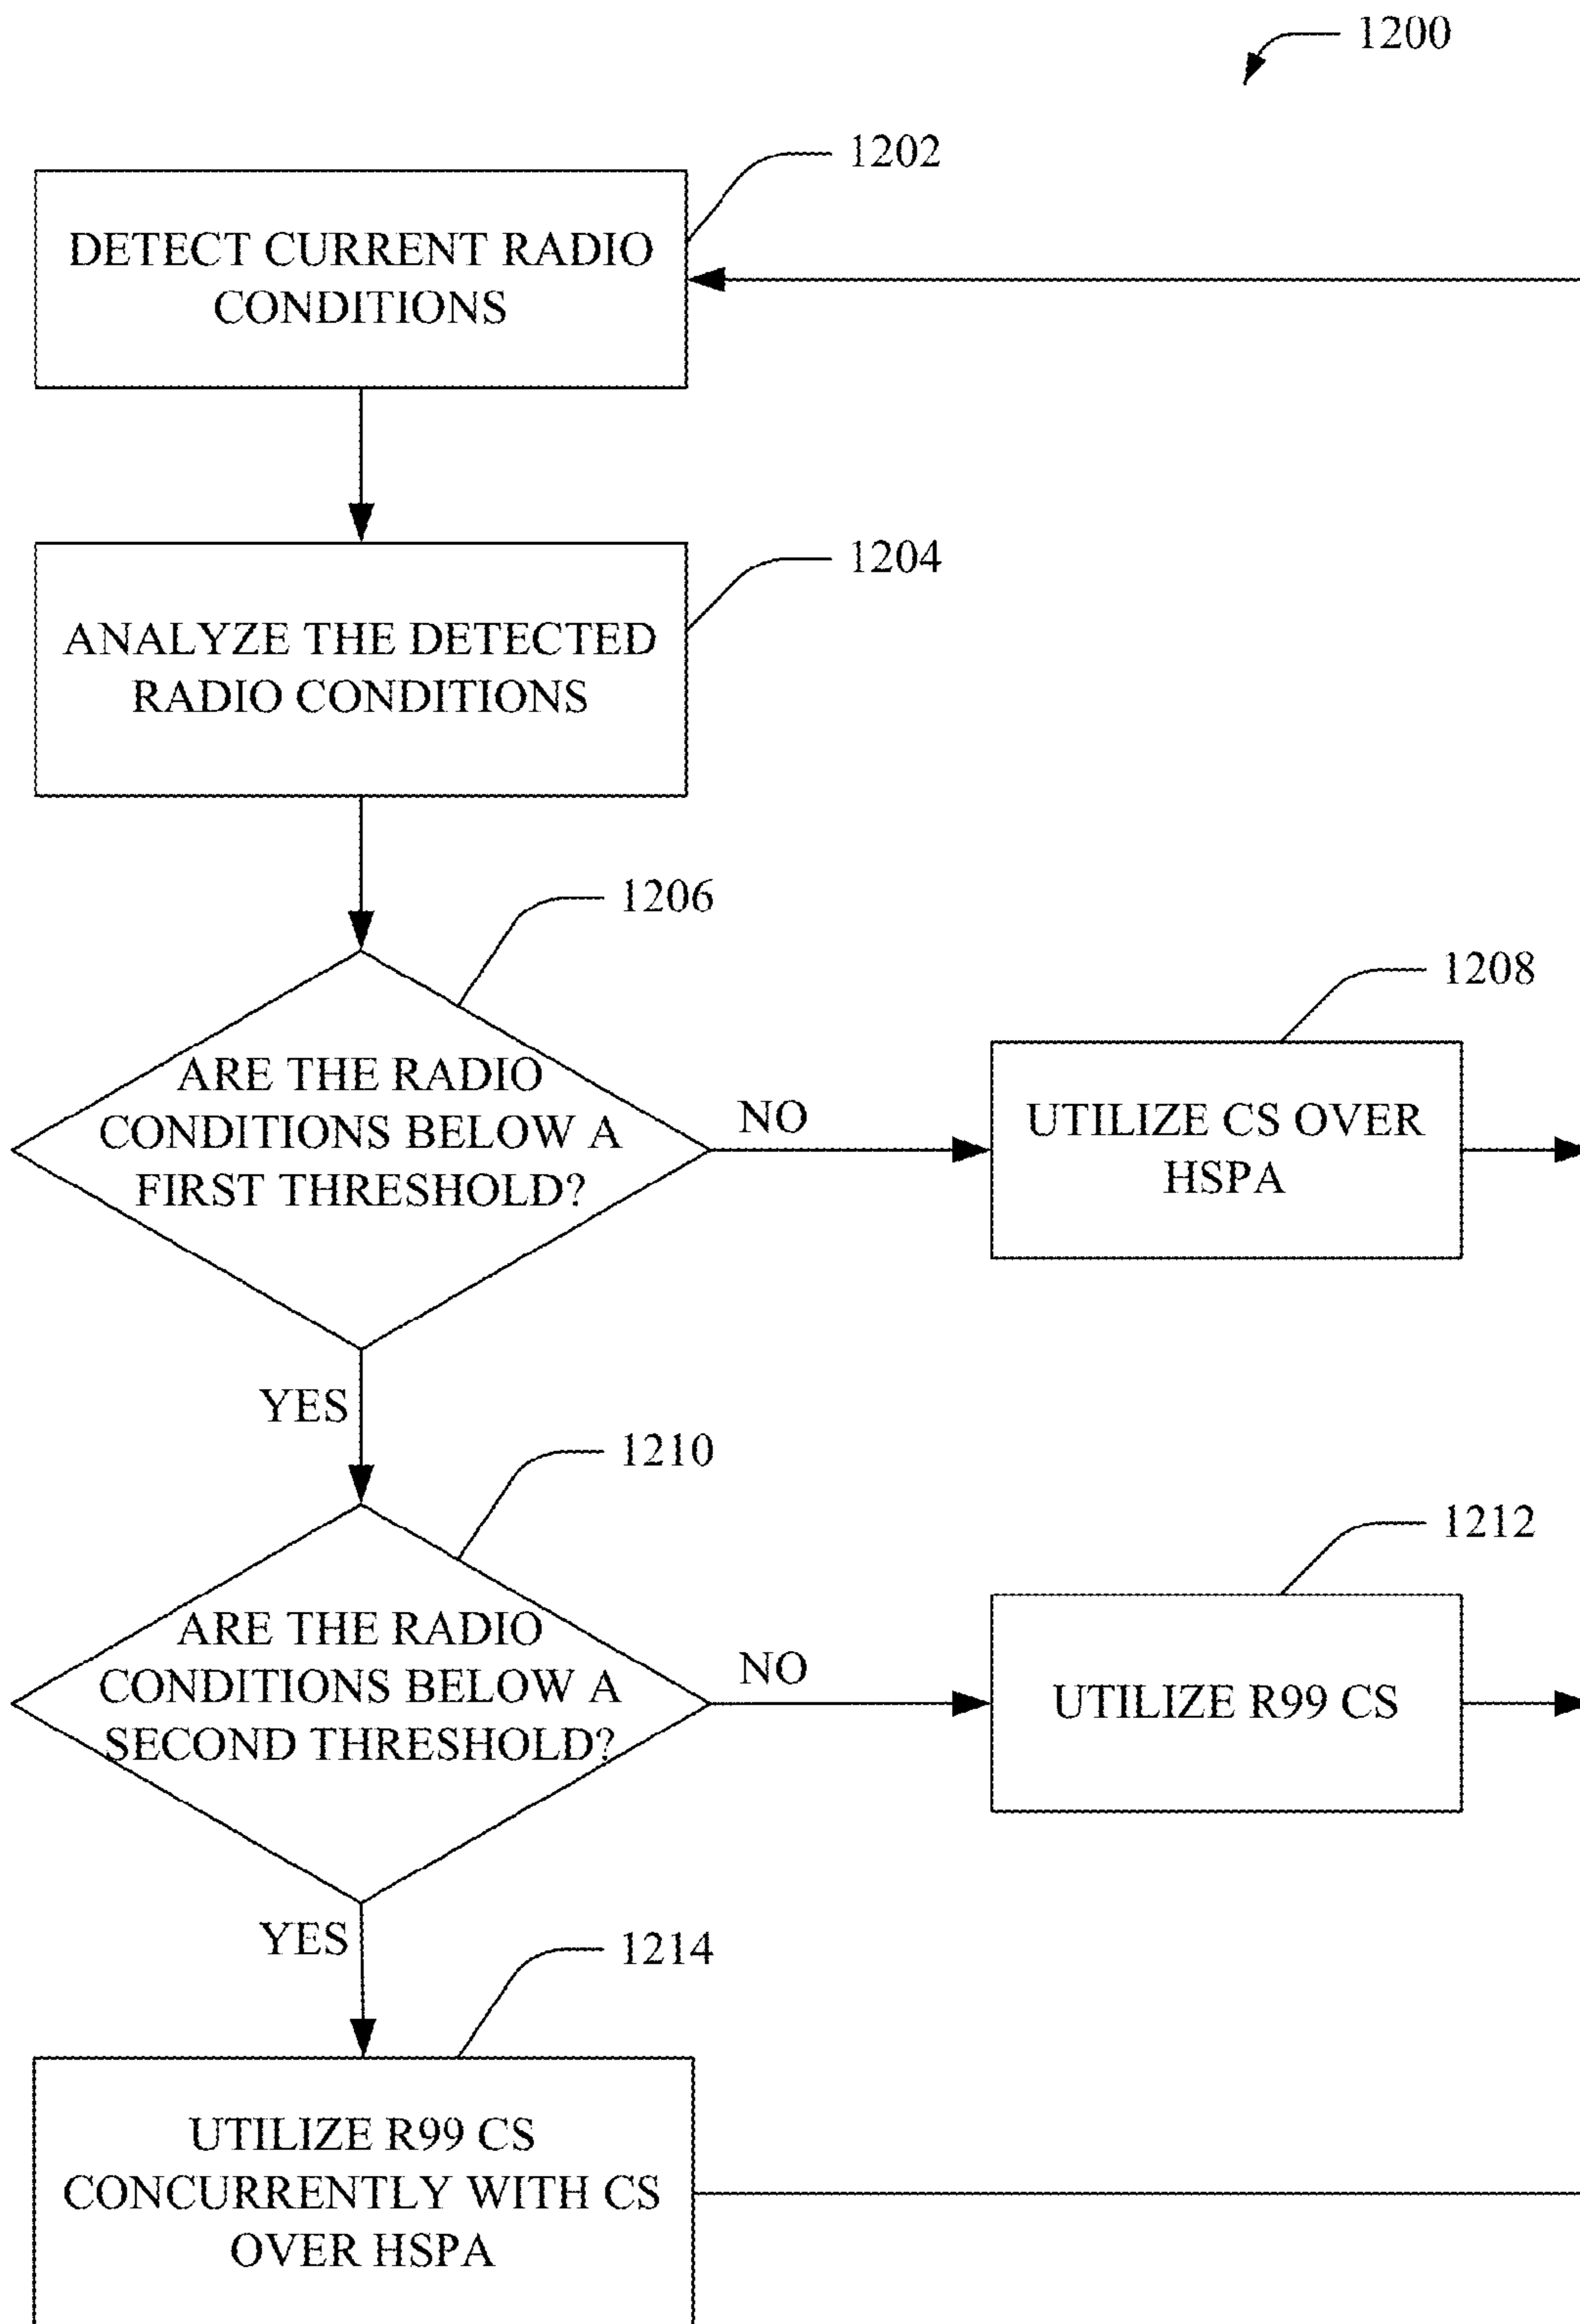 1200
1202
DETECT CURRENT RADIO
CONDITIONS
1204
ANALYZE THE DETECTED
RADIO CONDITIONS
1206
ARE THE RADIO
CONDITIONS BELOW A
FIRST THRESHOLD?
NO
1208
UTILIZE CS OVER
HSPA
YES
1210
ARE THE RADIO
CONDITIONS BELOW A
SECOND THRESHOLD?
NO
1212
UTILIZE R99 CS
YES
1214
UTILIZE R99 CS
CONCURRENTLY WITH CS
OVER HSPA